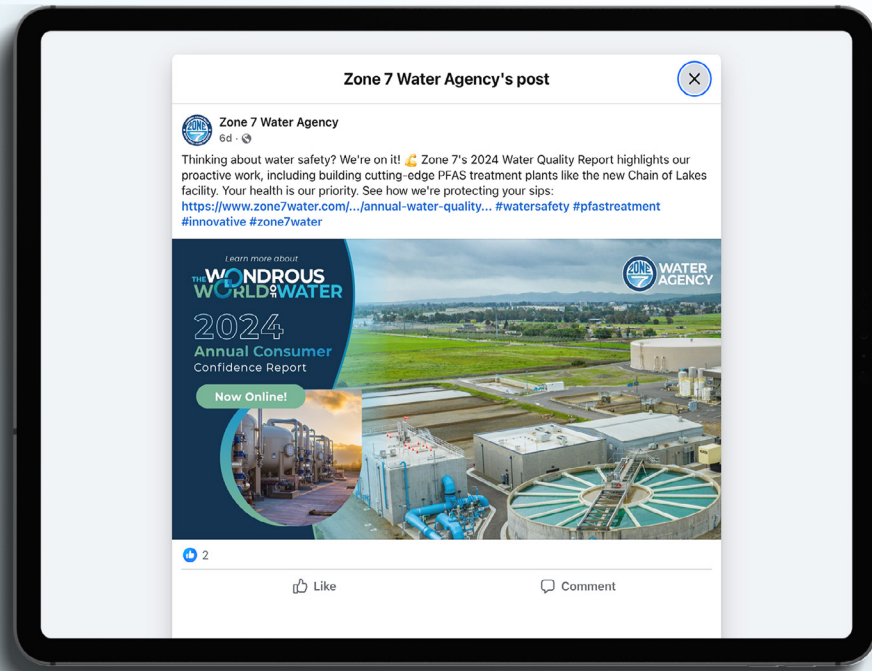 Zone 7 Water Agency's post
ZONE 7
Zone 7 Water Agency
6d ·
Thinking about water safety? We're on it! 💪 Zone 7's 2024 Water Quality Report highlights our
proactive work, including building cutting-edge PFAS treatment plants like the new Chain of Lakes
facility. Your health is our priority. See how we're protecting your sips:
https://www.zone7water.com/.../annual-water-quality... #watersafety #pfastreatment
#innovative #zone7water
Learn more about
THE WONDROUS
WORLD OF WATER
2024
Annual Consumer
Confidence Report
Now Online!
ZONE 7
WATER
AGENCY
2
Like
Comment